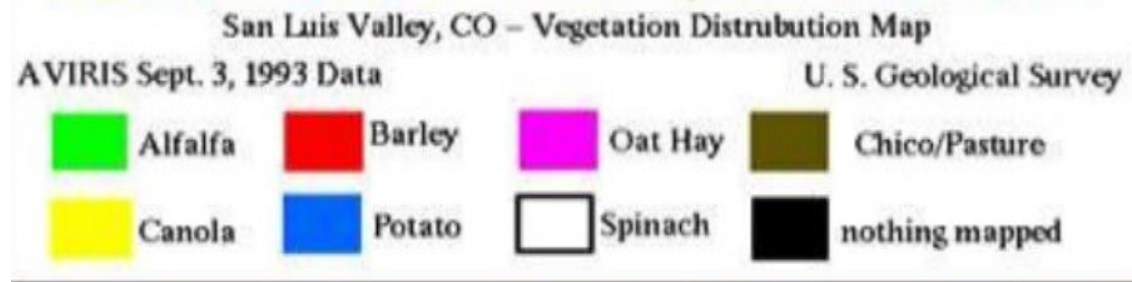 San Luis Valley, CO – Vegetation Distrubution Map
AVIRIS Sept. 3, 1993 Data U. S. Geological Survey
Alfalfa Barley Oat Hay Chico/Pasture
Canola Potato Spinach nothing mapped